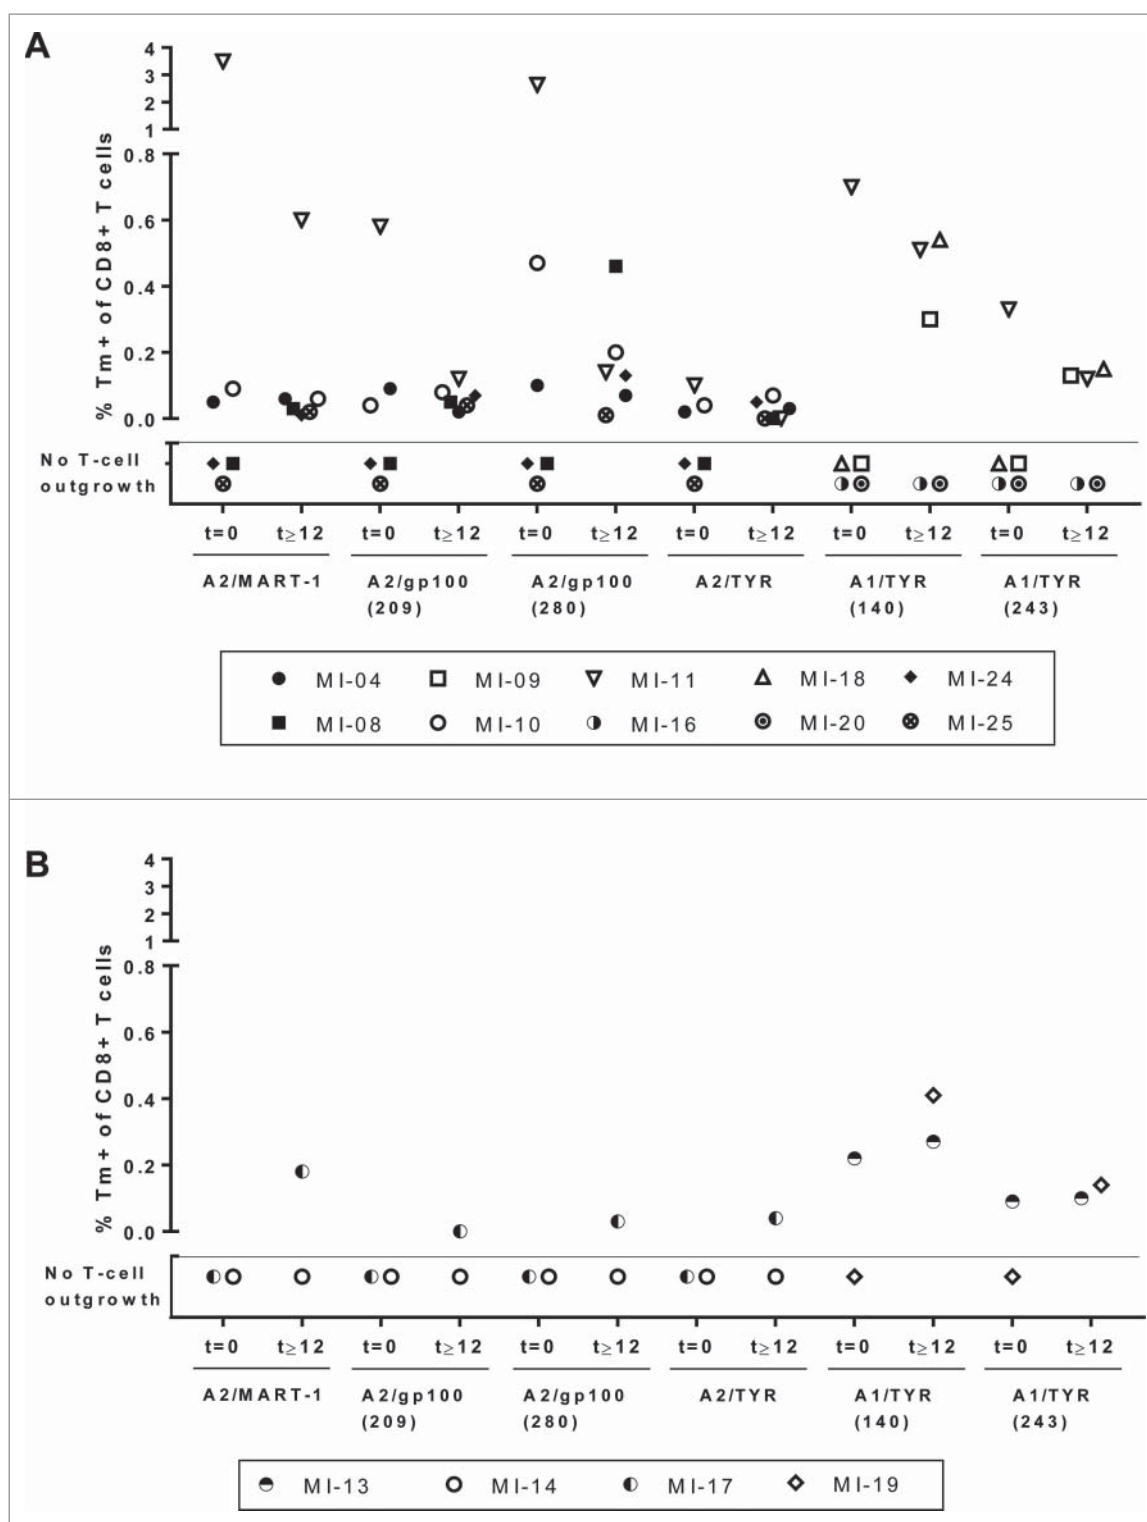 A
4
3
2
1
0.8
0.6
0.4
0.2
0.0
% Tm+ of CD8+ T cells
No T-cell
outgrowth
t=0 t≥12 t=0 t≥12 t=0 t≥12 t=0 t≥12 t=0 t≥12 t=0 t≥12
A2/MART-1 A2/gp100 A2/gp100 A2/TYR A1/TYR A1/TYR
(209) (280) (140) (243)
MI-04 MI-09 MI-11 MI-18 MI-24
MI-08 MI-10 MI-16 MI-20 MI-25
B
4
3
2
1
0.8
0.6
0.4
0.2
0.0
% Tm+ of CD8+ T cells
No T-cell
outgrowth
t=0 t≥12 t=0 t≥12 t=0 t≥12 t=0 t≥12 t=0 t≥12 t=0 t≥12
A2/MART-1 A2/gp100 A2/gp100 A2/TYR A1/TYR A1/TYR
(209) (280) (140) (243)
MI-13 MI-14 MI-17 MI-19